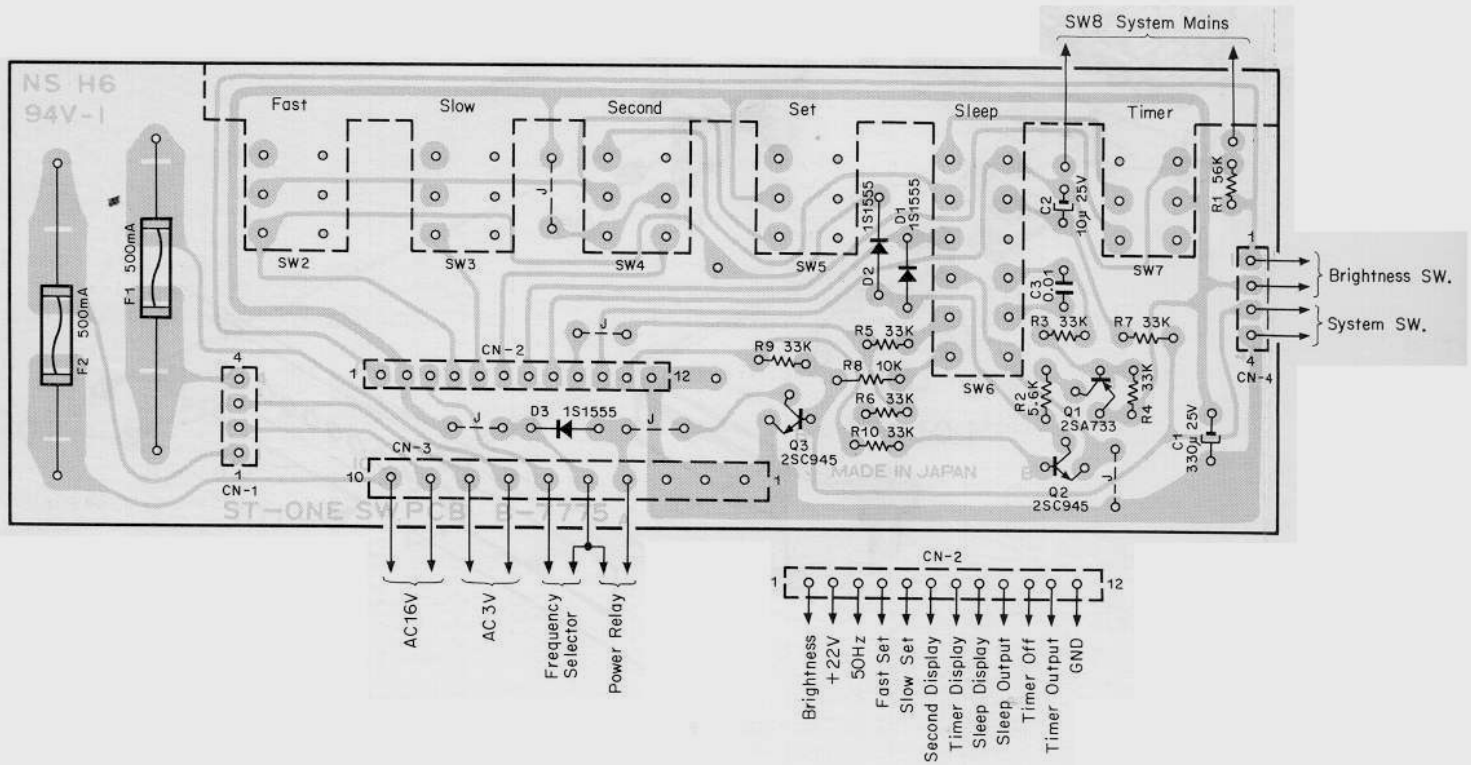 SW8 System Mains
NS H6
94V-1
Fast
Slow
Second
Set
Sleep
Timer
SW2
SW3
SW4
SW5
SW6
SW7
J
1S1555
D1
1S1555
D2
C2
10μ 25V
R1 56K
1
4
CN-4
Brightness SW.
System SW.
F1 500mA
F2 500mA
C3
0.01
R3 33K
R7 33K
R5 33K
R9 33K
R8 10K
R6 33K
R10 33K
R2
5.6K
R4 33K
Q1
2SA733
C1
330μ 25V
J
CN-2
1
12
4
1
CN-1
J
D3 1S1555
J
Q3
2SC945
CN-3
10
1
MADE IN JAPAN
Q2
2SC945
J
ST-ONE SW PCB B-7775
AC16V
AC3V
Frequency
Selector
Power Relay
CN-2
1
12
Brightness
+22V
50Hz
Fast Set
Slow Set
Second Display
Timer Display
Sleep Display
Sleep Output
Timer Off
Timer Output
GND